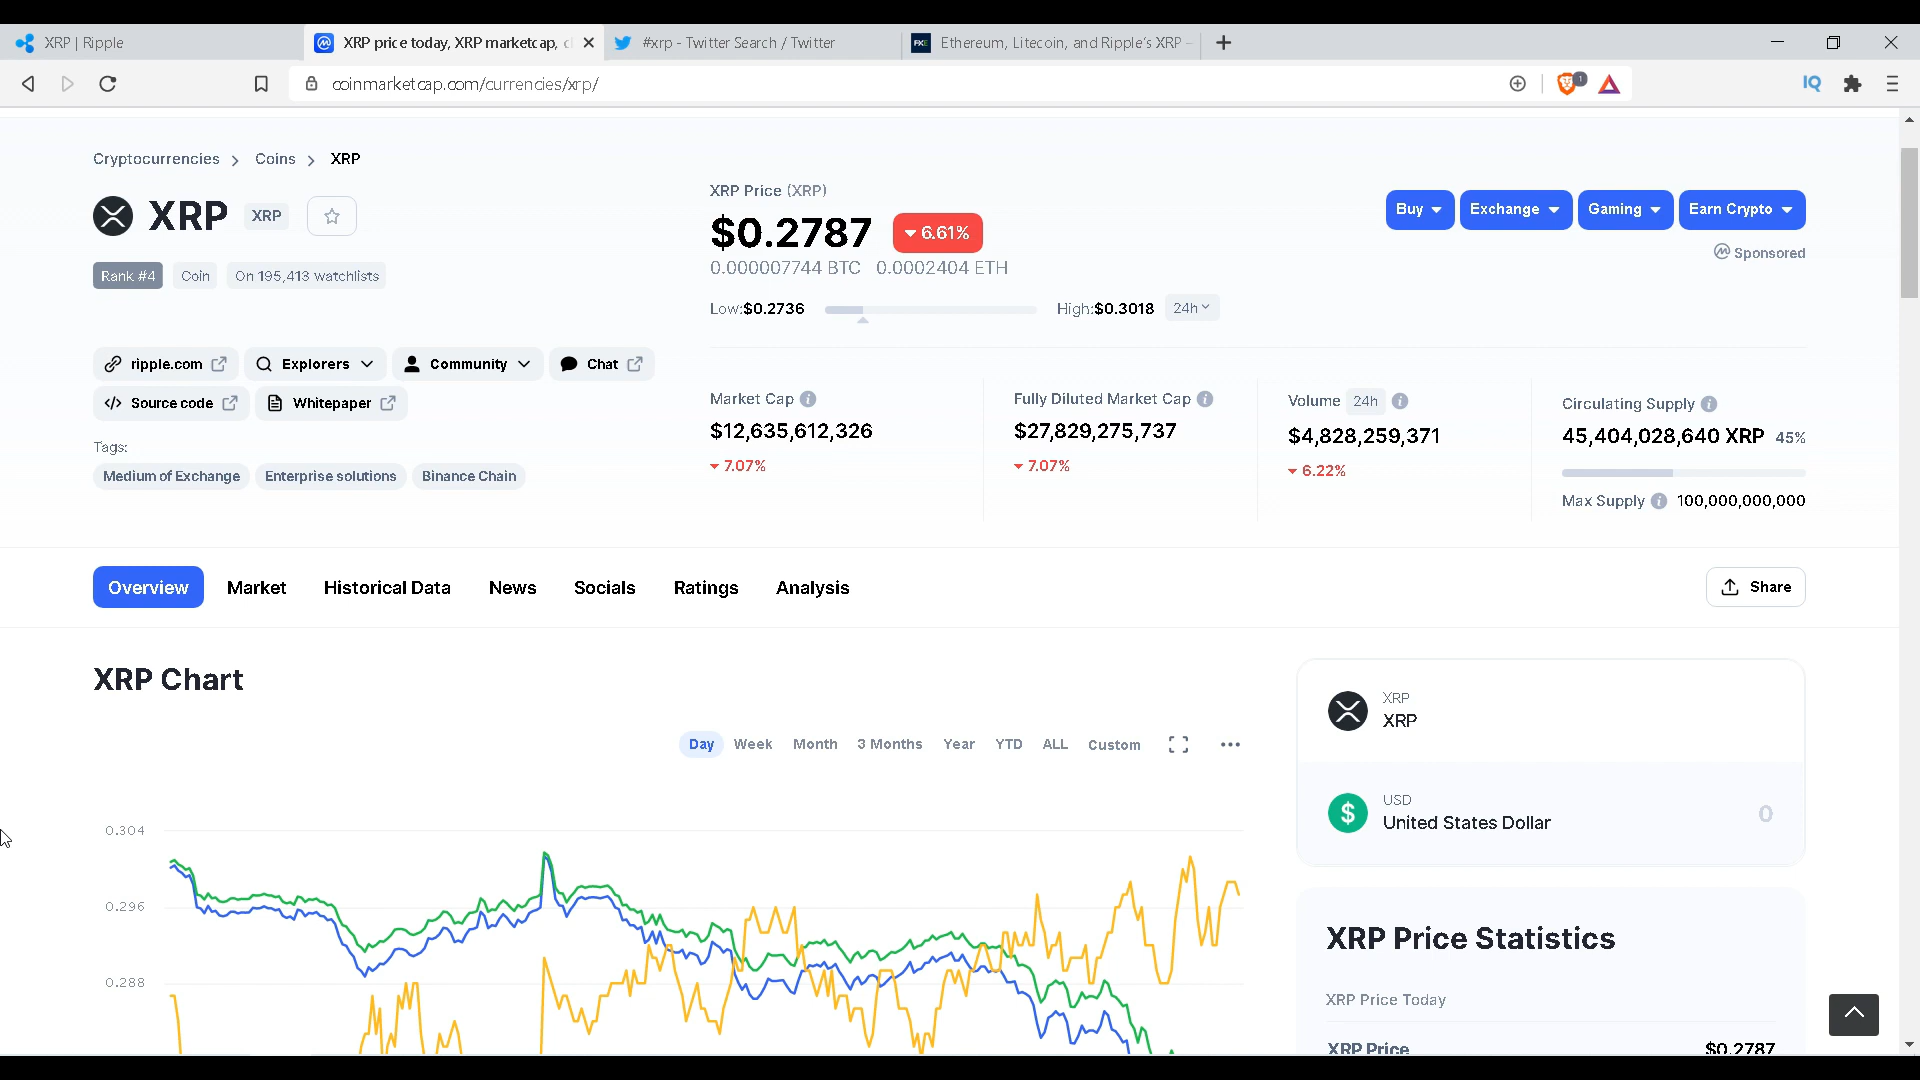 XRP | Ripple
XRP price today, XRP marketcap, c
#xrp - Twitter Search / Twitter
FXE
Ethereum, Litecoin, and Ripple's XRP –
coinmarketcap.com/currencies/xrp/
1
IQ
Cryptocurrencies > Coins > XRP
XRP XRP
Rank #4 Coin On 195,413 watchlists
ripple.com Explorers Community Chat
Source code Whitepaper
Tags:
Medium of Exchange Enterprise solutions Binance Chain
XRP Price (XRP)
$0.2787 6.61%
0.000007744 BTC 0.0002404 ETH
Low:$0.2736 High:$0.3018 24h
Buy Exchange Gaming Earn Crypto
Sponsored
Market Cap
$12,635,612,326
7.07%
Fully Diluted Market Cap
$27,829,275,737
7.07%
Volume 24h
$4,828,259,371
6.22%
Circulating Supply
45,404,028,640 XRP 45%
Max Supply 100,000,000,000
Overview Market Historical Data News Socials Ratings Analysis
Share
XRP Chart
Day Week Month 3 Months Year YTD ALL Custom
0.304
0.296
0.288
XRP
XRP
USD
United States Dollar
0
XRP Price Statistics
XRP Price Today
XRP Price $0.2787